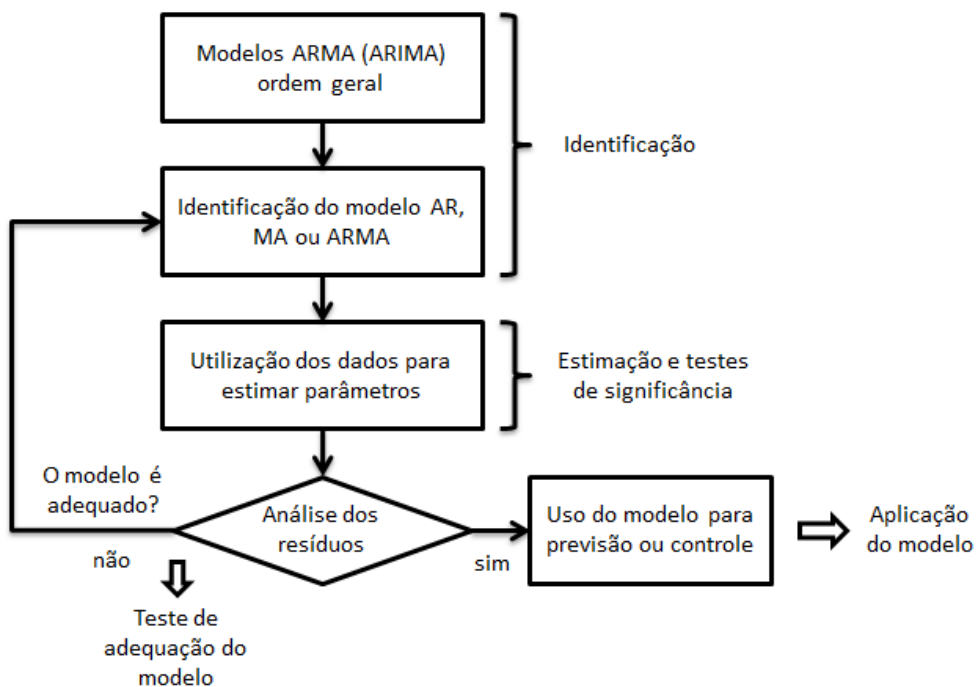 Modelos ARMA (ARIMA)
ordem geral
Identificação
Identificação do modelo AR,
MA ou ARMA
Utilização dos dados para
estimar parâmetros
Estimação e testes
de significância
O modelo é
adequado?
Análise dos
resíduos
não
sim
Uso do modelo para
previsão ou controle
Aplicação
do modelo
Teste de
adequação do
modelo